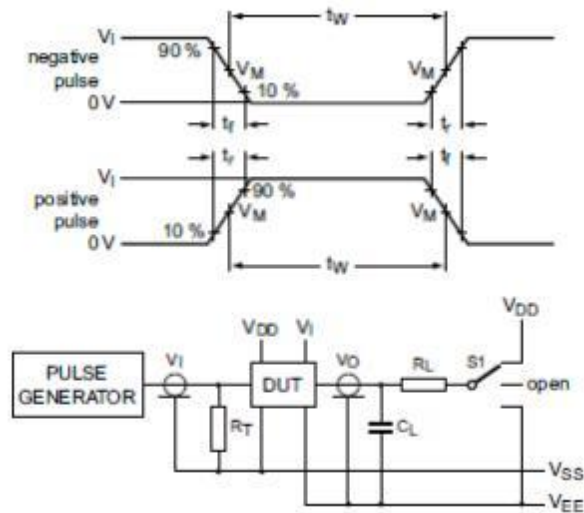 tW
VI
90 %
negative
pulse
VM
VM
10 %
0 V
tf
tr
tr
tf
VI
90 %
positive
pulse
VM
VM
10 %
0 V
tW
VDD
VDD
VI
VI
VO
RL
S1
PULSE
GENERATOR
DUT
open
RT
CL
VSS
VEE